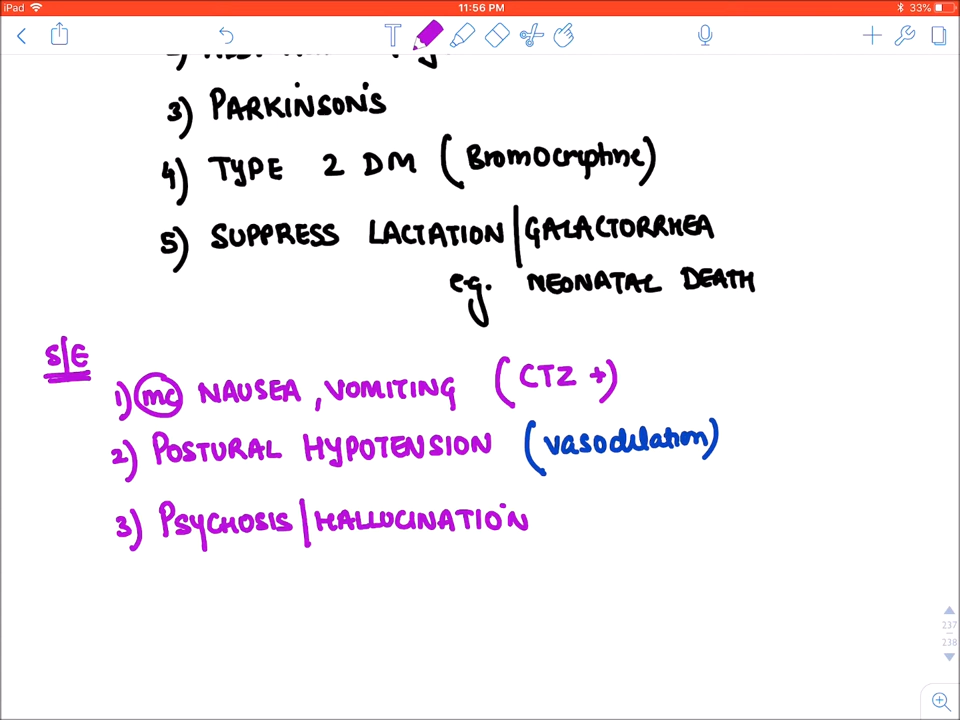 iPad
11:56 PM
33%
T
3) PARKINSON'S
4) TYPE 2 DM (Bromocryptine)
5) SUPPRESS LACTATION | GALACTORRHEA
e.g. NEONATAL DEATH
S/E
1) mc NAUSEA, VOMITING (CTZ +)
2) POSTURAL HYPOTENSION (vasodilation)
3) PSYCHOSIS | HALLUCINATION
237
238